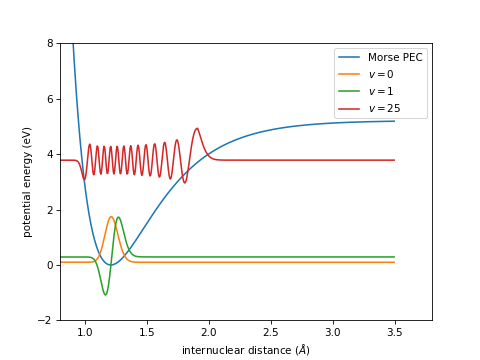 8
6
4
2
0
−2
potential energy (eV)
Morse PEC
v = 0
v = 1
v = 25
1.0 1.5 2.0 2.5 3.0 3.5
internuclear distance (Å)